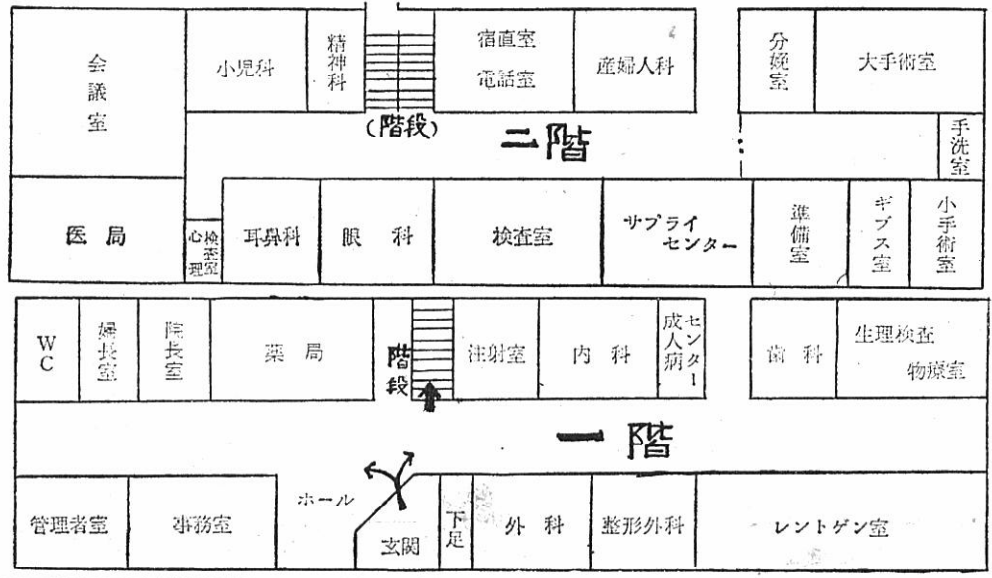 会議室
小児科
精神科
(階段)
宿直室
電話室
産婦人科
分娩室
大手術室
二階
手洗室
医局
心理
検査室
耳鼻科
眼科
検査室
サプライ
センター
準備室
ギプス室
小手術室
WC
婦長室
院長室
薬局
階段
注射室
内科
成人病
センター
歯科
生理検査
物療室
一階
管理者室
事務室
ホール
玄関
下足
外科
整形外科
レントゲン室